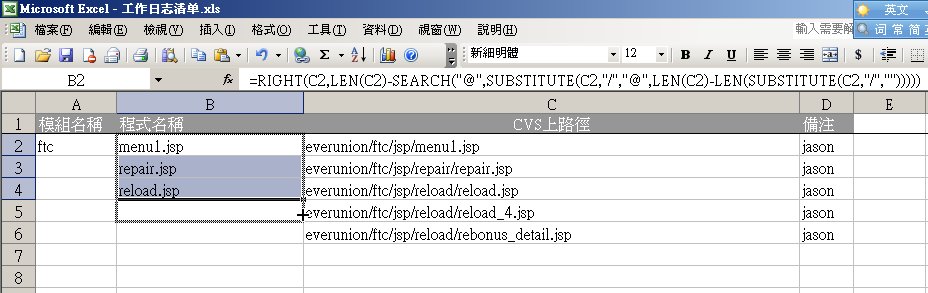 Microsoft Excel - 工作日志清单.xls
英文
檔案(F) 編輯(E) 檢視(V) 插入(I) 格式(O) 工具(T) 資料(D) 視窗(W) 說明(H) 輸入需要解
词 常 简 英
新細明體 12 B I U
B2 fx =RIGHT(C2,LEN(C2)-SEARCH("@",SUBSTITUTE(C2,"/","@",LEN(C2)-LEN(SUBSTITUTE(C2,"/","")))))
A B C D E
1 模組名稱 程式名稱 CVS上路徑 備注
2 ftc menu1.jsp everunion/ftc/jsp/menu1.jsp jason
3 repair.jsp everunion/ftc/jsp/repair/repair.jsp jason
4 reload.jsp everunion/ftc/jsp/reload/reload.jsp jason
5 everunion/ftc/jsp/reload/reload_4.jsp jason
6 everunion/ftc/jsp/reload/rebonus_detail.jsp jason
7
8